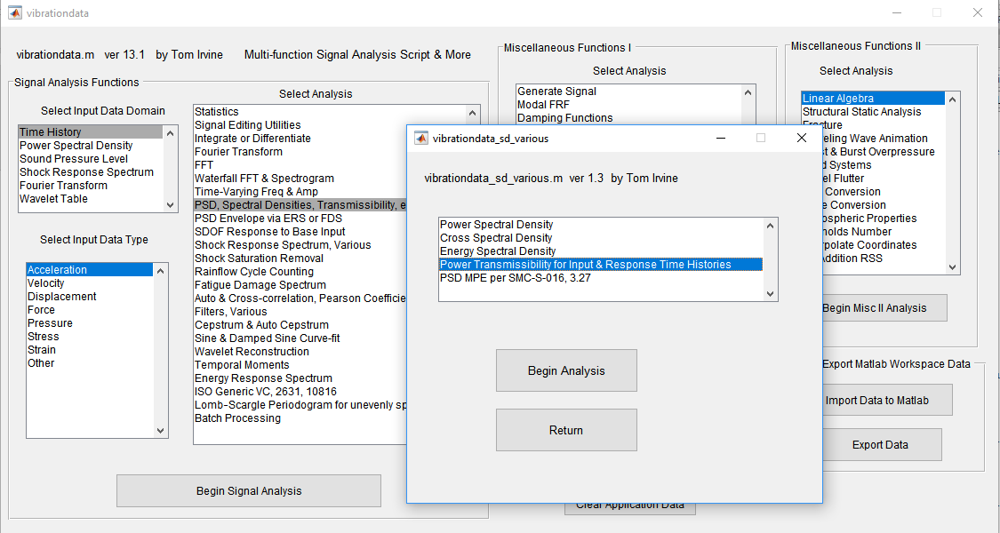 vibrationdata
vibrationdata.m ver 13.1 by Tom Irvine Multi-function Signal Analysis Script & More
Signal Analysis Functions
Select Input Data Domain
Time History
Power Spectral Density
Sound Pressure Level
Shock Response Spectrum
Fourier Transform
Wavelet Table
Select Input Data Type
Acceleration
Velocity
Displacement
Force
Pressure
Stress
Strain
Other
Select Analysis
Statistics
Signal Editing Utilities
Integrate or Differentiate
Fourier Transform
FFT
Waterfall FFT & Spectrogram
Time-Varying Freq & Amp
PSD, Spectral Densities, Transmissibility, e
PSD Envelope via ERS or FDS
SDOF Response to Base Input
Shock Response Spectrum, Various
Shock Saturation Removal
Rainflow Cycle Counting
Fatigue Damage Spectrum
Auto & Cross-correlation, Pearson Coefficie
Filters, Various
Cepstrum & Auto Cepstrum
Sine & Damped Sine Curve-fit
Wavelet Reconstruction
Temporal Moments
Energy Response Spectrum
ISO Generic VC, 2631, 10816
Lomb-Scargle Periodogram for unevenly sp
Batch Processing
Begin Signal Analysis
Miscellaneous Functions I
Select Analysis
Generate Signal
Modal FRF
Damping Functions
Miscellaneous Functions II
Select Analysis
Linear Algebra
Structural Static Analysis
Fracture
eling Wave Animation
st & Burst Overpressure
d Systems
el Flutter
Conversion
e Conversion
ospheric Properties
nolds Number
rpolate Coordinates
Addition RSS
Begin Misc II Analysis
Export Matlab Workspace Data
Import Data to Matlab
Export Data
Clear Application Data
vibrationdata_sd_various
vibrationdata_sd_various.m ver 1.3 by Tom Irvine
Power Spectral Density
Cross Spectral Density
Energy Spectral Density
Power Transmissibility for Input & Response Time Histories
PSD MPE per SMC-S-016, 3.27
Begin Analysis
Return